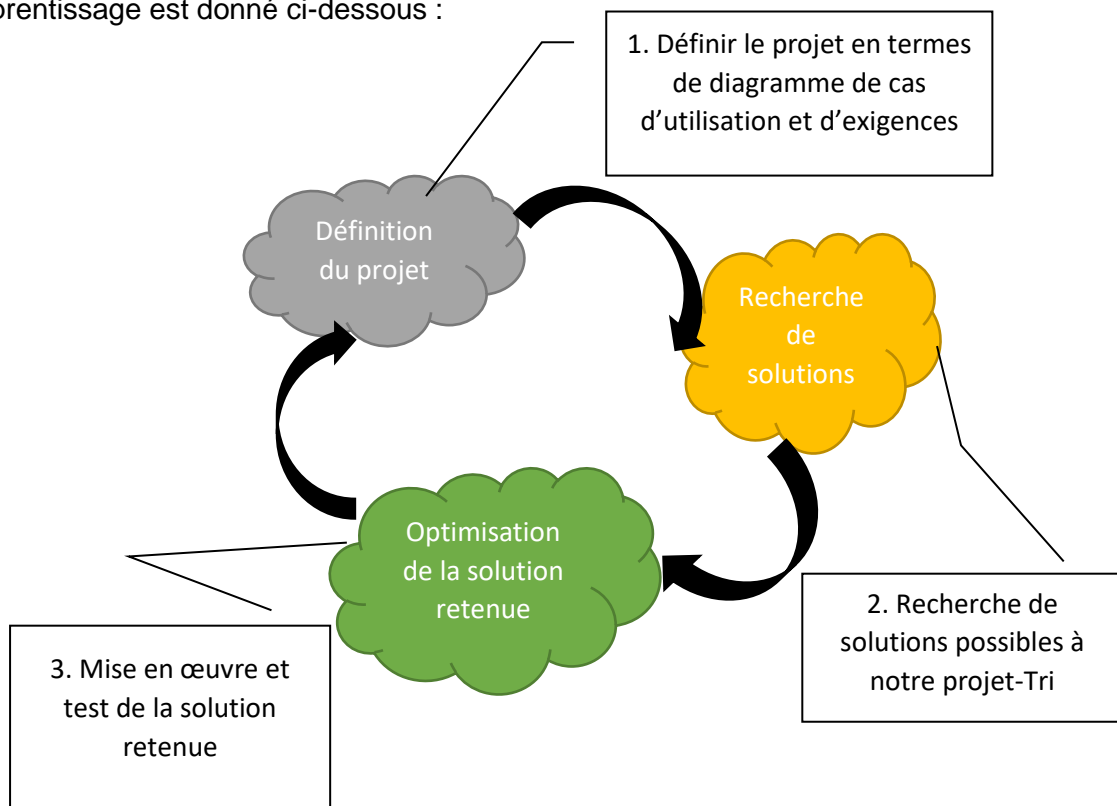 orentissage est donné ci-dessous :
1. Définir le projet en termes
de diagramme de cas
d’utilisation et d’exigences
Définition
du projet
Recherche
de
solutions
Optimisation
de la solution
retenue
2. Recherche de
solutions possibles à
notre projet-Tri
3. Mise en œuvre et
test de la solution
retenue